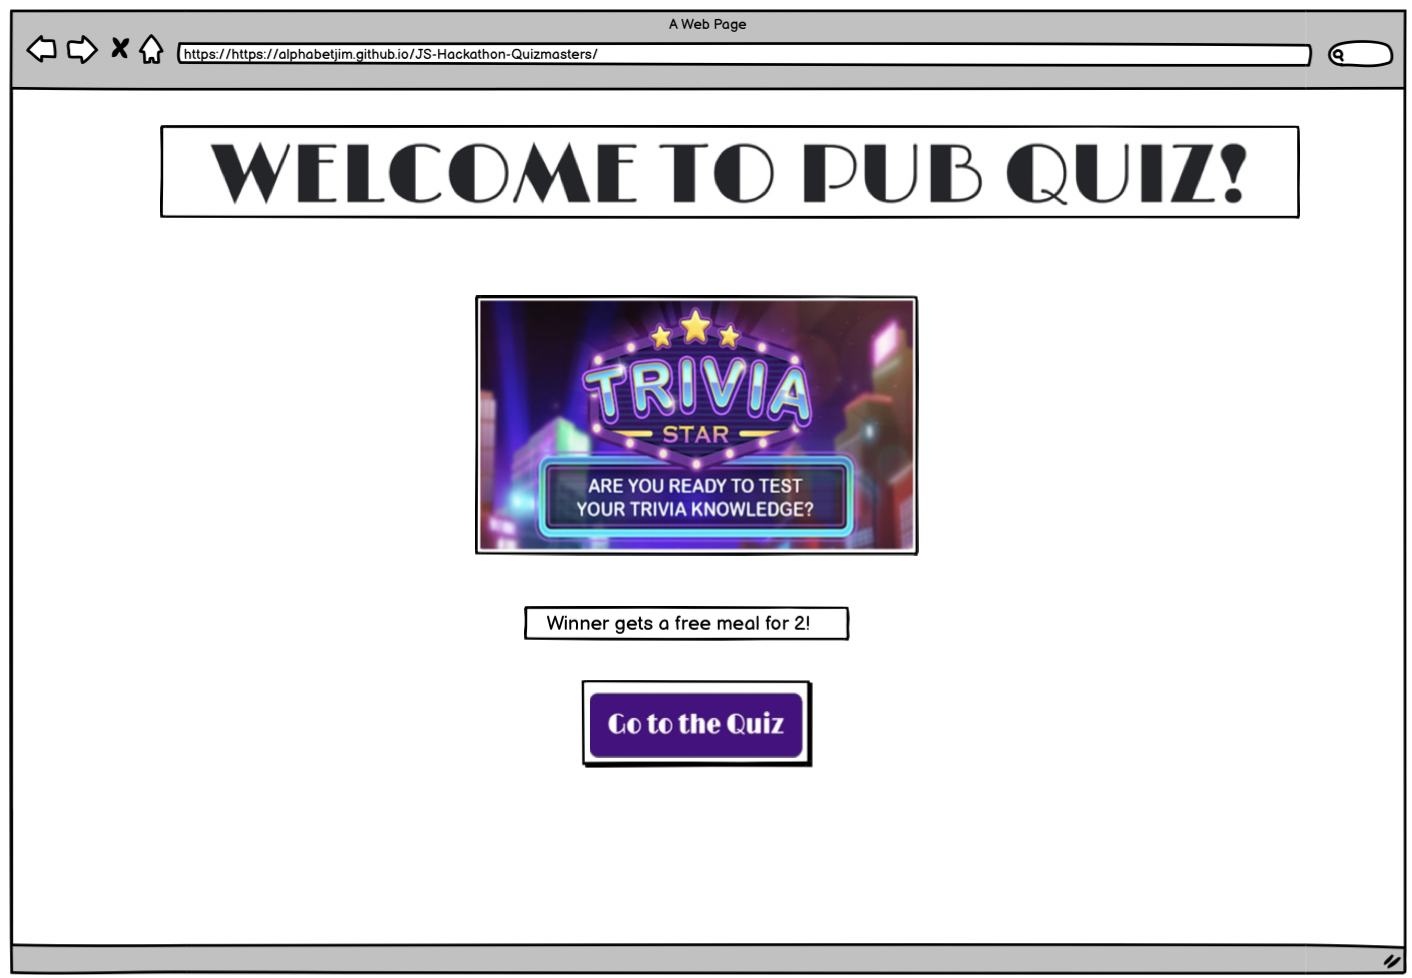 A Web Page
https://https://alphabetjim.github.io/JS-Hackathon-Quizmasters/
WELCOME TO PUB QUIZ!
TRIVIA
STAR
ARE YOU READY TO TEST
YOUR TRIVIA KNOWLEDGE?
Winner gets a free meal for 2!
Go to the Quiz